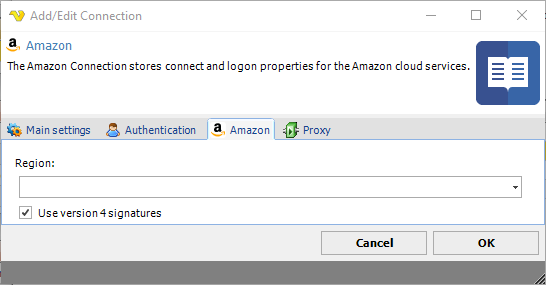 Add/Edit Connection
Amazon
The Amazon Connection stores connect and logon properties for the Amazon cloud services.
Main settings Authentication Amazon Proxy
Region:
Use version 4 signatures
Cancel OK